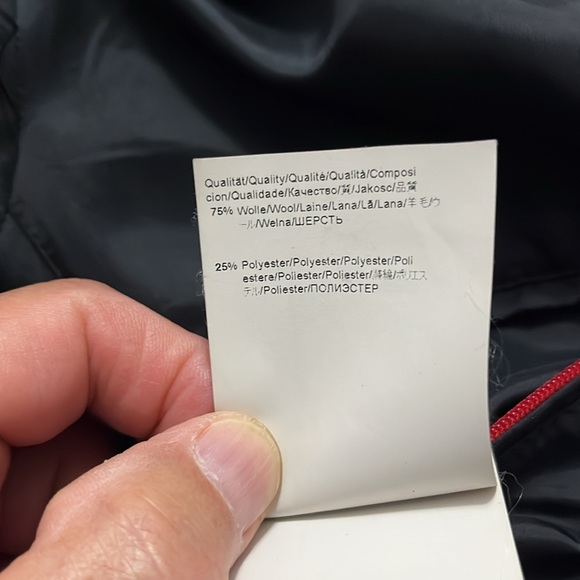 Qualität/Quality/Qualité/Qualità/Composi
cion/Qualidade/Качество/質/Jakosc/品質
75% Wolle/Wool/Laine/Lana/Lã/Lana/羊毛/ウ
ール/Welna/ШЕРСТЬ
25% Polyester/Polyester/Polyester/Poli
estere/Poliester/Poliester/ポリエス
テル/Poliester/ПОЛИЭСТЕР